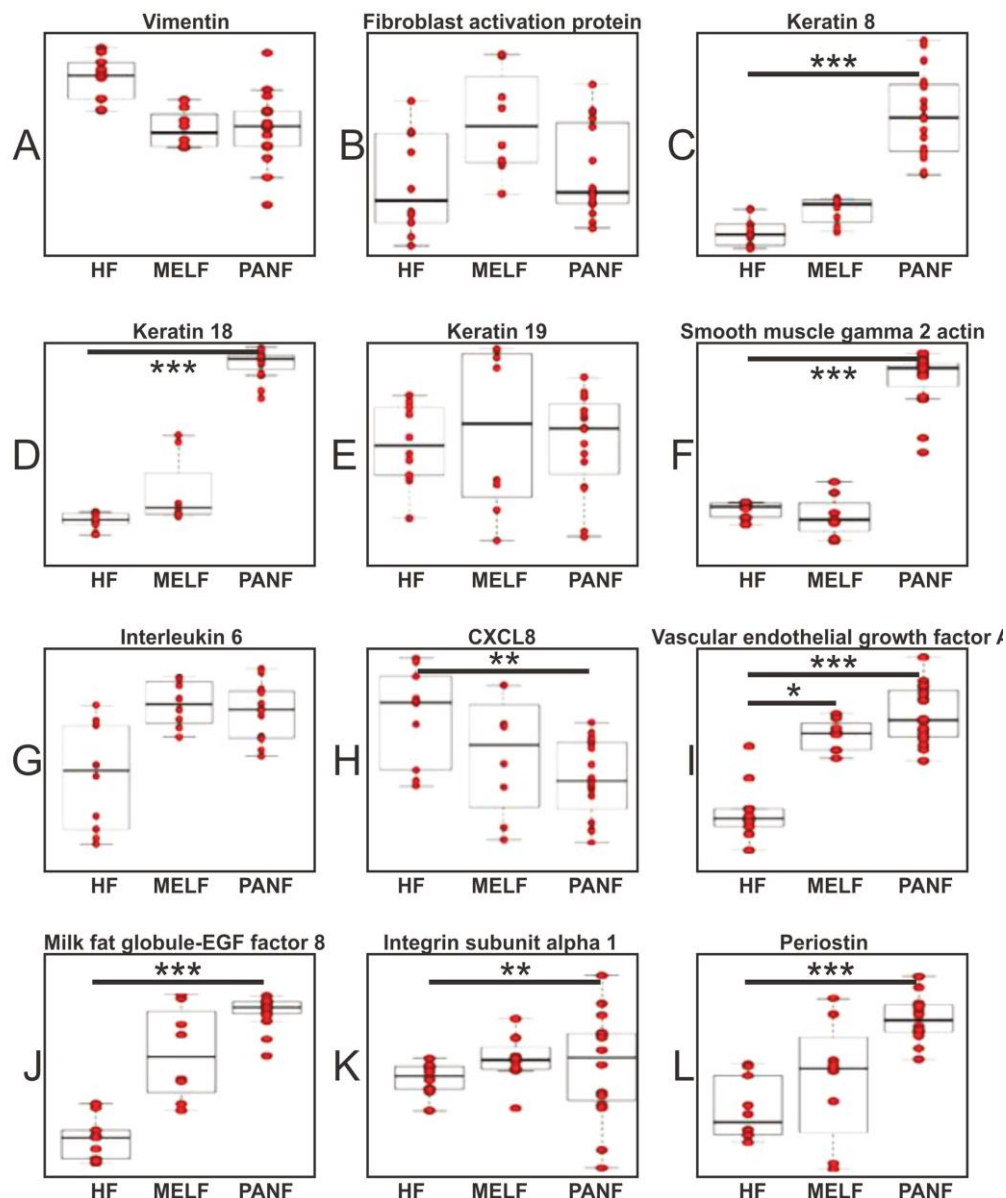 Vimentin
Fibroblast activation protein
Keratin 8
A
B
C
***
HF MELF PANF
HF MELF PANF
HF MELF PANF
Keratin 18
Keratin 19
Smooth muscle gamma 2 actin
D
***
E
F
***
HF MELF PANF
HF MELF PANF
HF MELF PANF
Interleukin 6
CXCL8
Vascular endothelial growth factor A
G
H
**
I
***
*
HF MELF PANF
HF MELF PANF
HF MELF PANF
Milk fat globule-EGF factor 8
Integrin subunit alpha 1
Periostin
J
***
K
**
L
***
HF MELF PANF
HF MELF PANF
HF MELF PANF